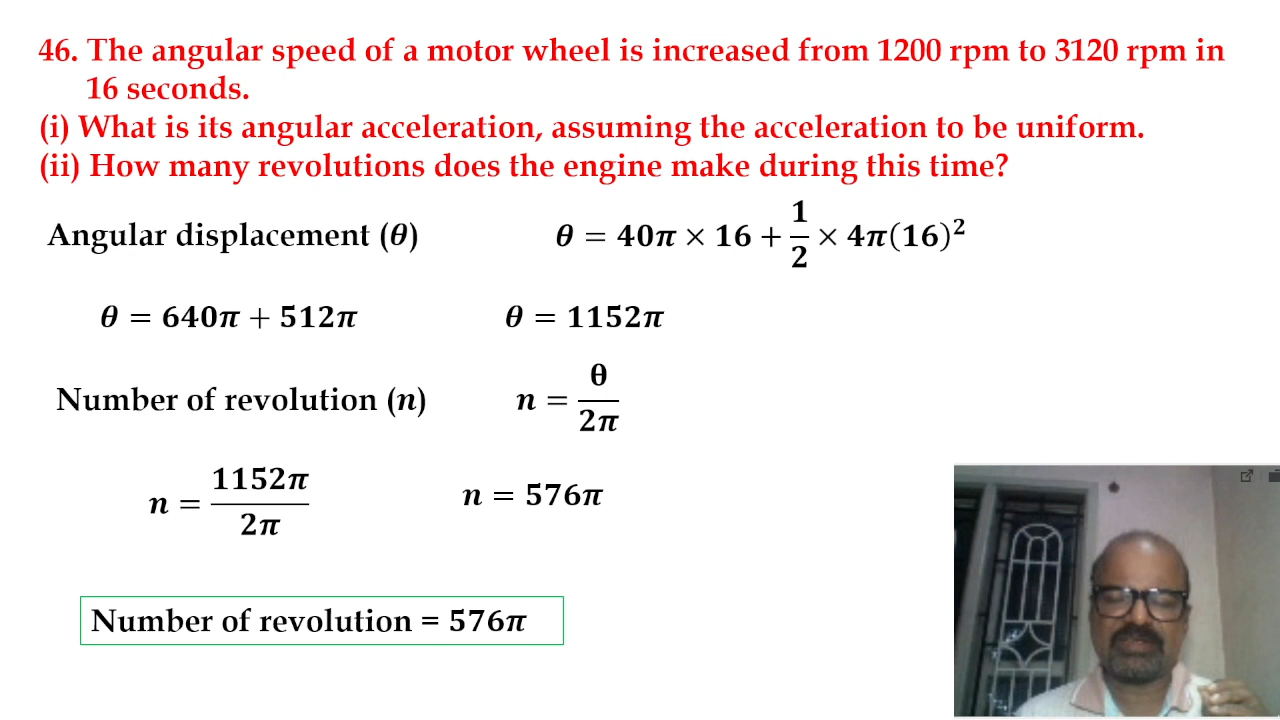 46. The angular speed of a motor wheel is increased from 1200 rpm to 3120 rpm in
16 seconds.
(i) What is its angular acceleration, assuming the acceleration to be uniform.
(ii) How many revolutions does the engine make during this time?
Angular displacement (θ) θ = 40π × 16 + 1/2 × 4π(16)²
θ = 640π + 512π θ = 1152π
Number of revolution (n) n = θ/2π
n = 1152π/2π n = 576π
Number of revolution = 576π